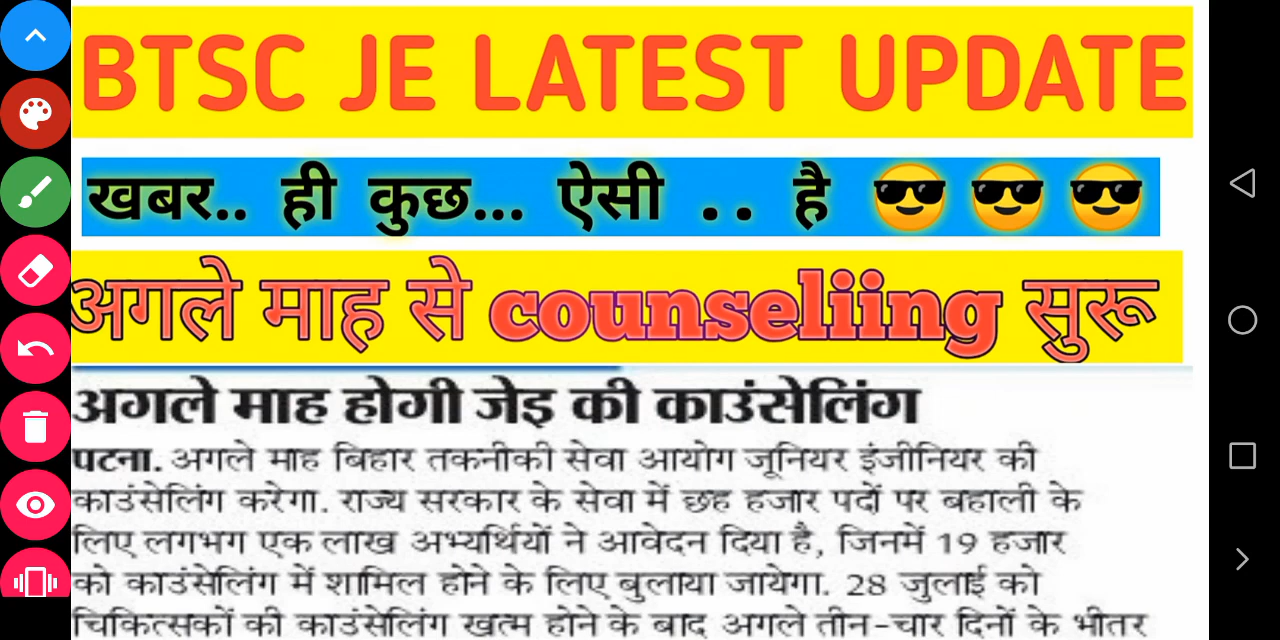 BTSC JE LATEST UPDATE
खबर.. ही कुछ... ऐसी .. है 😎 😎 😎
अगले माह से counseliing सुरू
अगले माह होगी जेइ की काउंसेलिंग
पटना. अगले माह बिहार तकनीकी सेवा आयोग जूनियर इंजीनियर की
काउंसेलिंग करेगा. राज्य सरकार के सेवा में छह हजार पदों पर बहाली के
लिए लगभग एक लाख अभ्यर्थियों ने आवेदन दिया है, जिनमें 19 हजार
को काउंसेलिंग में शामिल होने के लिए बुलाया जायेगा. 28 जुलाई को
चिकित्सकों की काउंसेलिंग खत्म होने के बाद अगले तीन-चार दिनों के भीतर